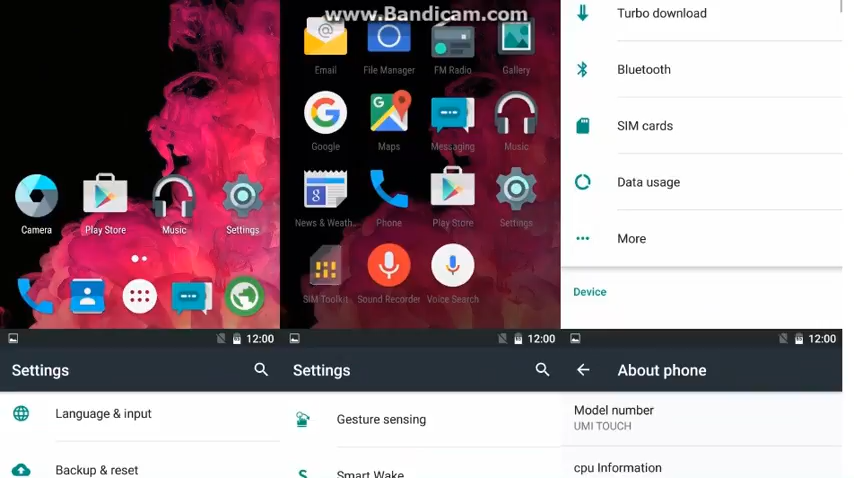 www.Bandicam.com
Camera
Play Store
Music
Settings
Email
File Manager
FM Radio
Gallery
Google
Maps
Messaging
Music
News & Weath
Phone
Play Store
Settings
SIM Toolkit
Sound Recorder
Voice Search
Turbo download
Bluetooth
SIM cards
Data usage
More
Device
12:00
Settings
Language & input
Backup & reset
12:00
Settings
Gesture sensing
Smart Wake
12:00
About phone
Model number
UMI TOUCH
cpu Information